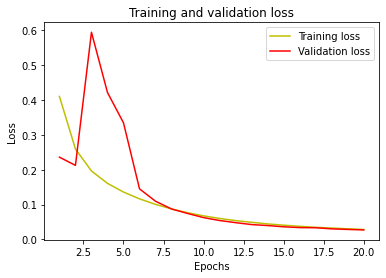 Training and validation loss
Training loss
Validation loss
0.6
0.5
0.4
0.3
0.2
0.1
0.0
Loss
2.5 5.0 7.5 10.0 12.5 15.0 17.5 20.0
Epochs